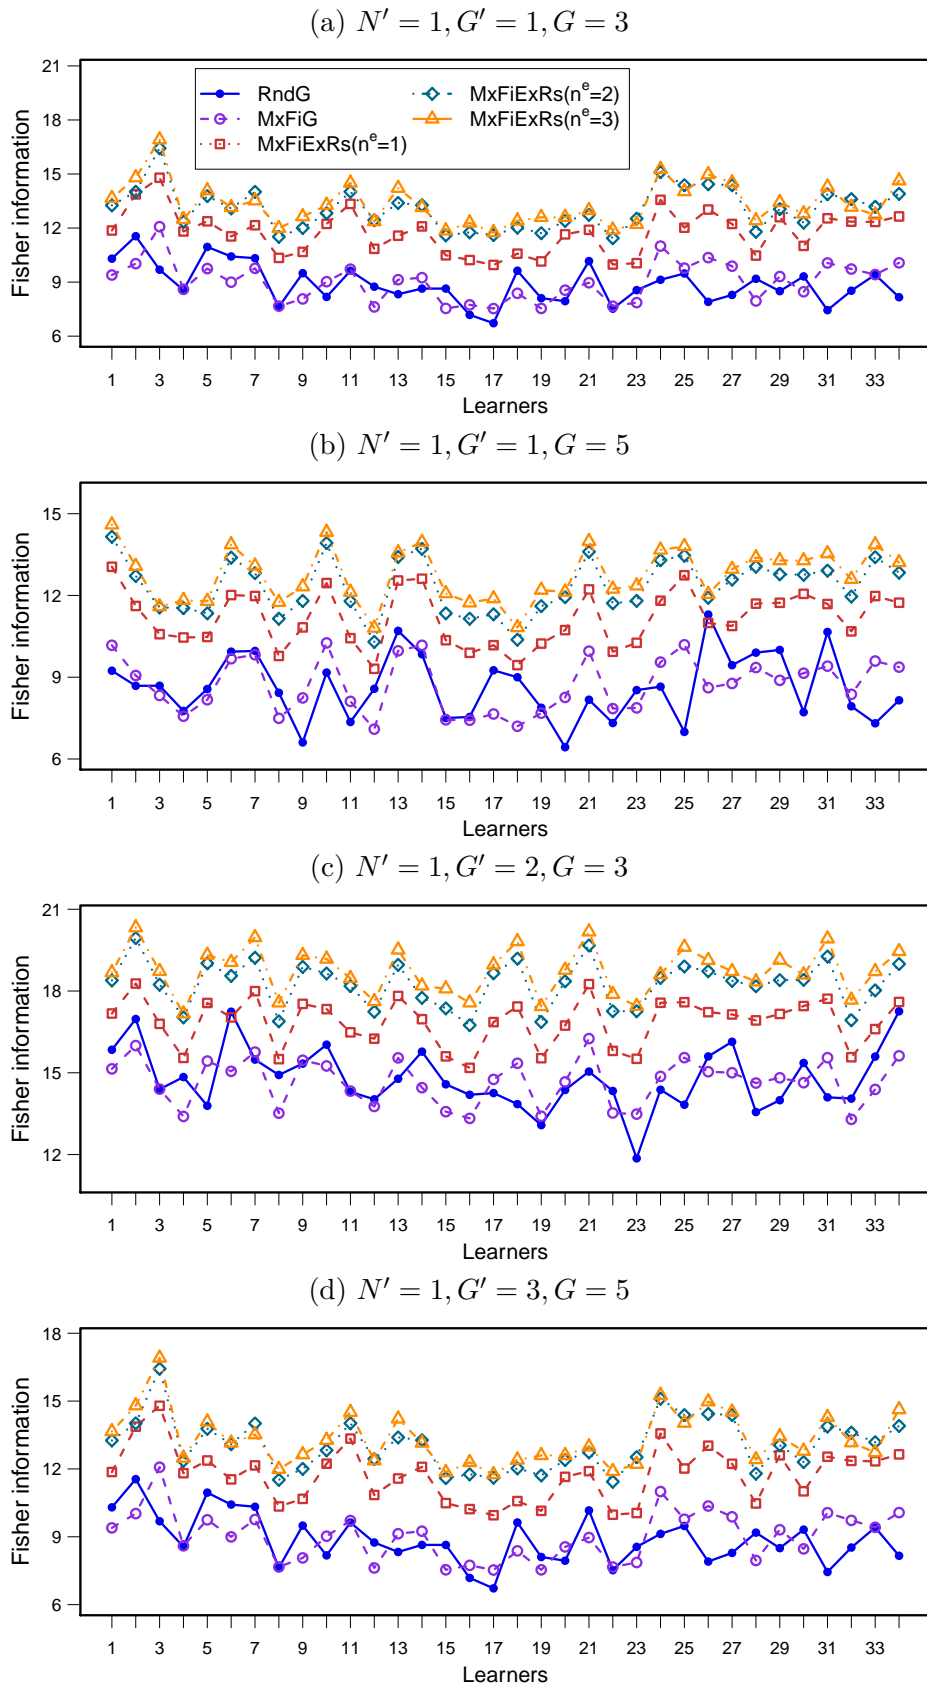 (a) N′ = 1, G′ = 1, G = 3
21
18
15
12
9
6
Fisher information
RndG
MxFiG
MxFiExRs(nᵉ=1)
MxFiExRs(nᵉ=2)
MxFiExRs(nᵉ=3)
1 3 5 7 9 11 13 15 17 19 21 23 25 27 29 31 33
Learners
(b) N′ = 1, G′ = 1, G = 5
15
12
9
6
Fisher information
1 3 5 7 9 11 13 15 17 19 21 23 25 27 29 31 33
Learners
(c) N′ = 1, G′ = 2, G = 3
21
18
15
12
Fisher information
1 3 5 7 9 11 13 15 17 19 21 23 25 27 29 31 33
Learners
(d) N′ = 1, G′ = 3, G = 5
18
15
12
9
6
Fisher information
1 3 5 7 9 11 13 15 17 19 21 23 25 27 29 31 33
Learners